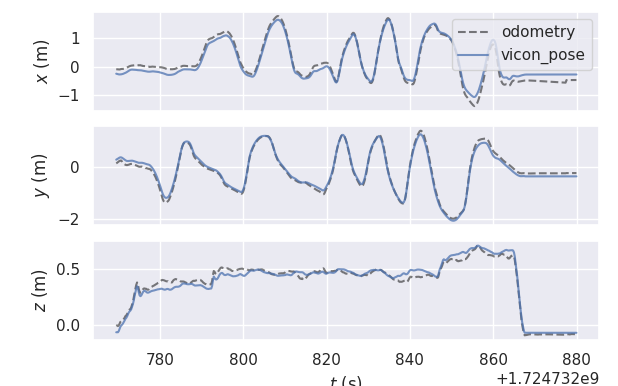 odometry
vicon_pose
x (m)
1
0
−1
y (m)
0
−2
z (m)
0.5
0.0
780 800 820 840 860 880
t (s)
+1.724732e9